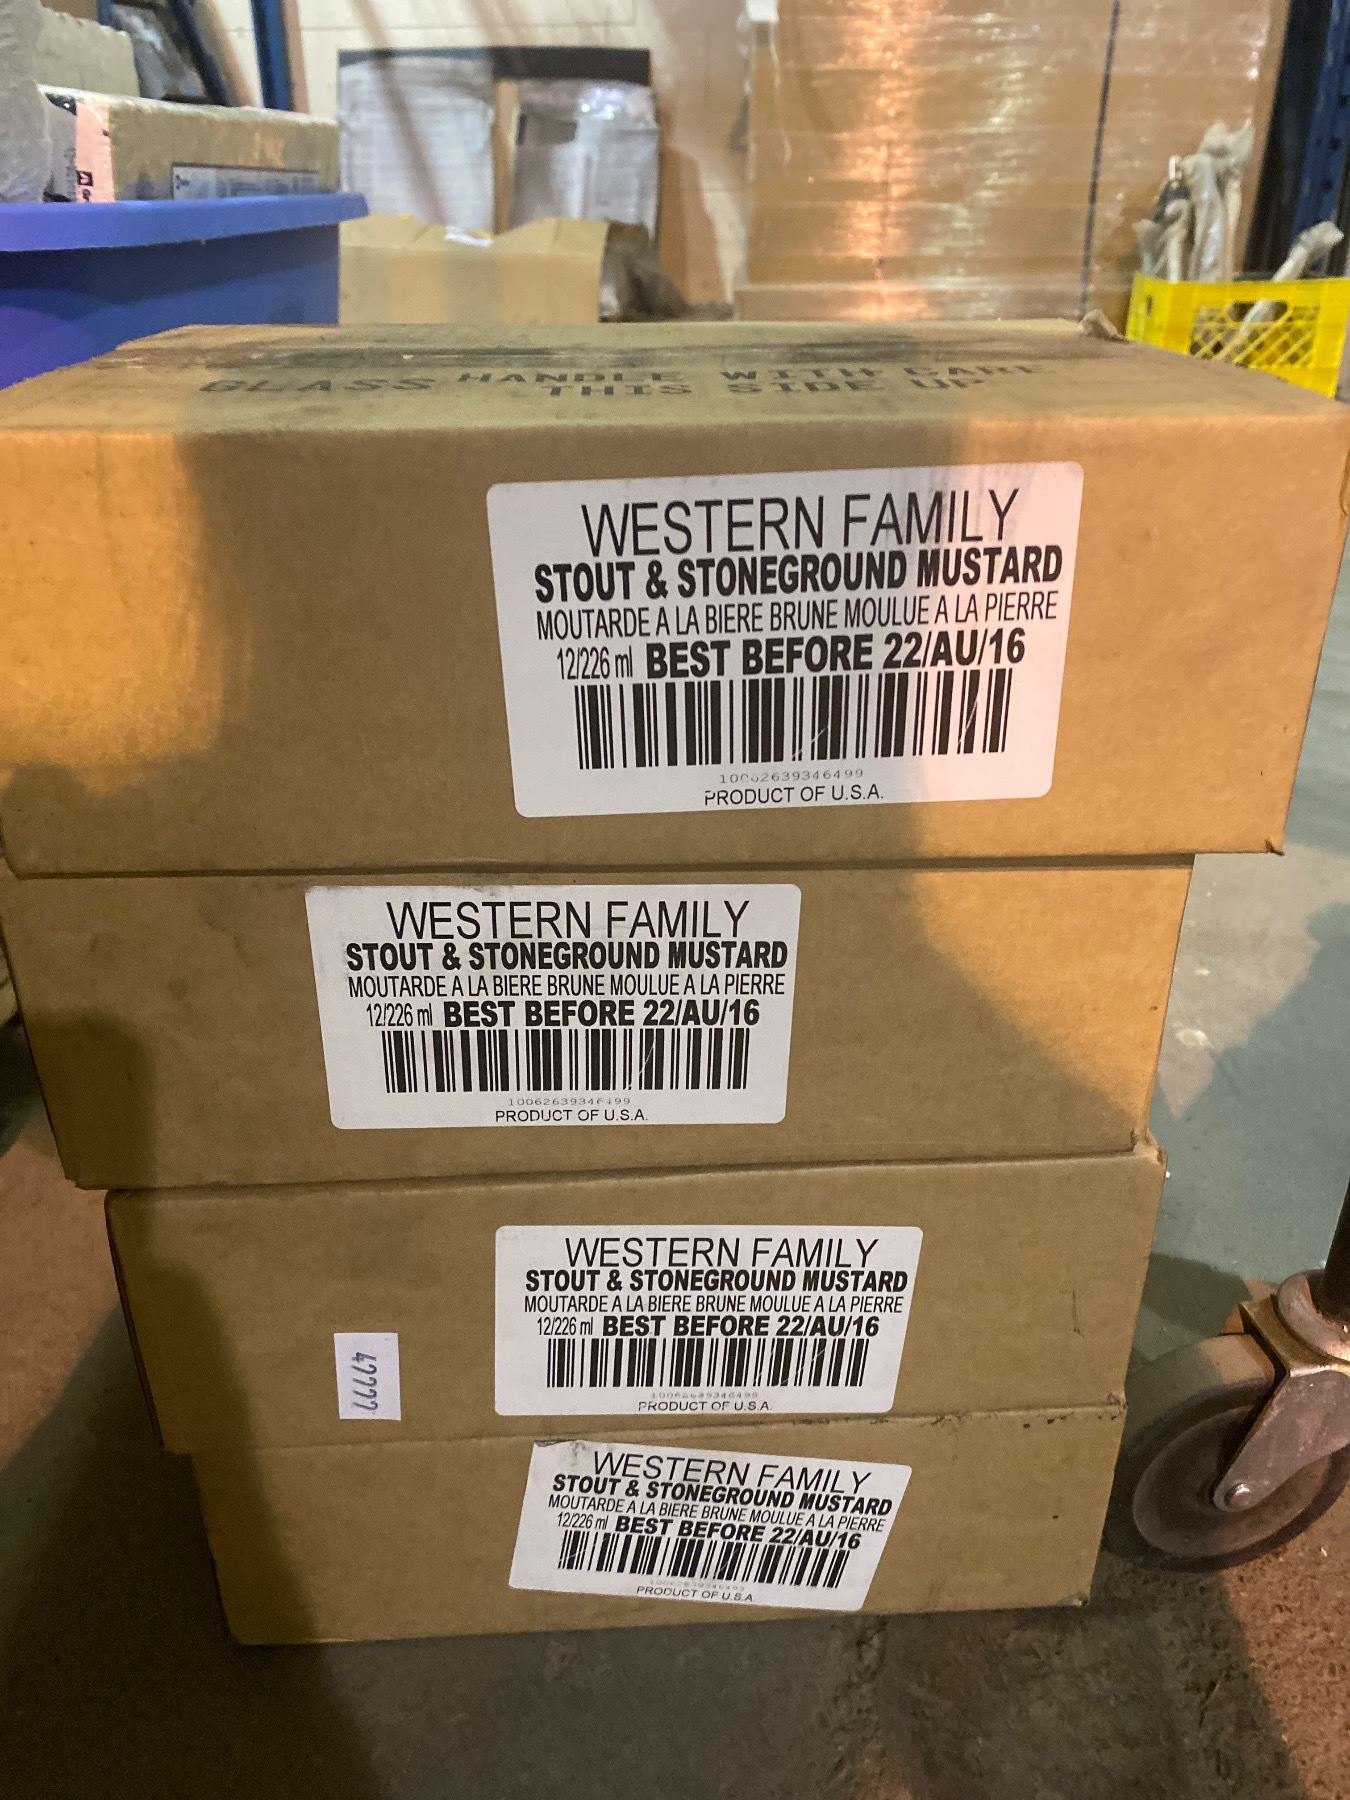 GLASS HANDLE WITH CARE
THIS SIDE UP
WESTERN FAMILY
STOUT & STONEGROUND MUSTARD
MOUTARDE A LA BIERE BRUNE MOULUE A LA PIERRE
12/226 ml BEST BEFORE 22/AU/16
10062639346499
PRODUCT OF U.S.A.
WESTERN FAMILY
STOUT & STONEGROUND MUSTARD
MOUTARDE A LA BIERE BRUNE MOULUE A LA PIERRE
12/226 ml BEST BEFORE 22/AU/16
10062639346499
PRODUCT OF U.S.A.
WESTERN FAMILY
STOUT & STONEGROUND MUSTARD
MOUTARDE A LA BIERE BRUNE MOULUE A LA PIERRE
12/226 ml BEST BEFORE 22/AU/16
10062639346499
PRODUCT OF U.S.A.
WESTERN FAMILY
STOUT & STONEGROUND MUSTARD
MOUTARDE A LA BIERE BRUNE MOULUE A LA PIERRE
12/226 ml BEST BEFORE 22/AU/16
PRODUCT OF U.S.A.